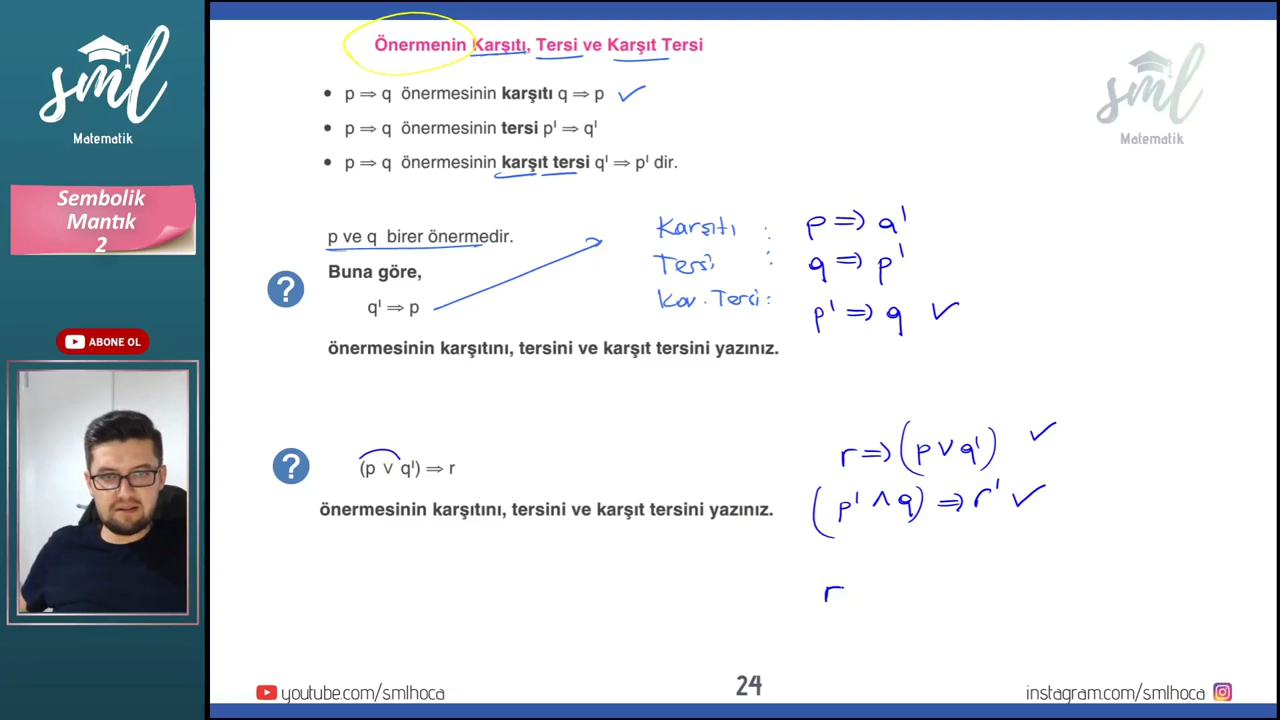 Önermenin Karşıtı, Tersi ve Karşıt Tersi
sml
Matematik
sml
Matematik
• p ⇒ q önermesinin karşıtı q ⇒ p ✓
• p ⇒ q önermesinin tersi p' ⇒ q'
• p ⇒ q önermesinin karşıt tersi q' ⇒ p' dir.
Sembolik
Mantık
2
p ve q birer önermedir.
Karşıtı : p ⇒ q'
Tersi : q ⇒ p'
Kar. Tersi : p' ⇒ q ✓
? Buna göre,
q' ⇒ p
önermesinin karşıtını, tersini ve karşıt tersini yazınız.
ABONE OL
? (p ∨ q') ⇒ r
önermesinin karşıtını, tersini ve karşıt tersini yazınız.
r ⇒ (p ∨ q') ✓
(p' ∧ q) ⇒ r' ✓
r
youtube.com/smlhoca
24
instagram.com/smlhoca